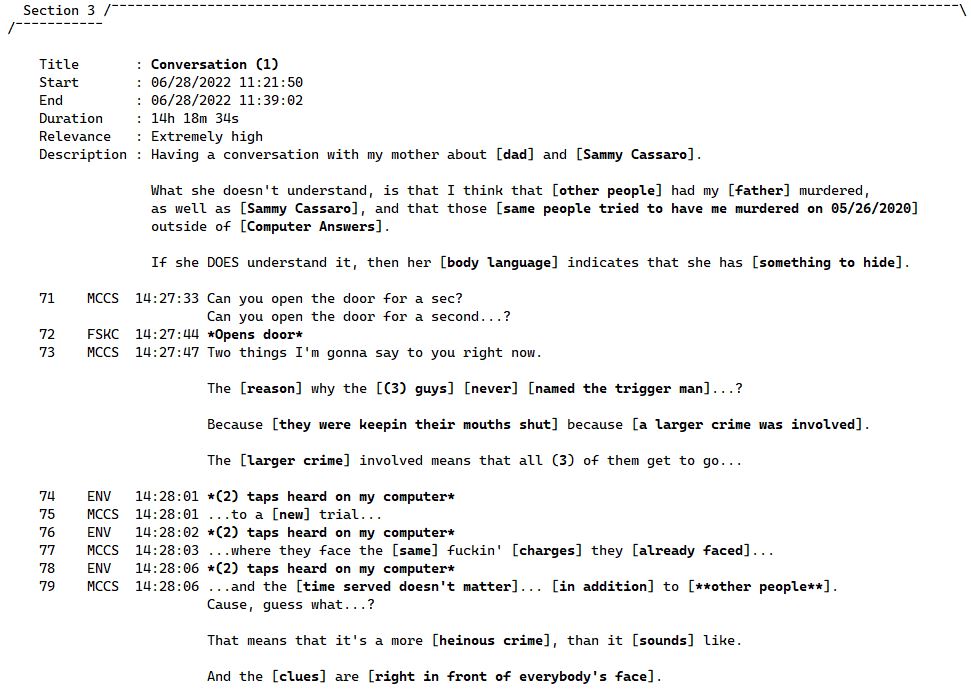 Section 3 /‾‾‾‾‾‾‾‾‾‾‾‾‾‾‾‾‾‾‾‾‾‾‾‾‾‾‾‾‾‾‾‾‾‾‾‾‾‾‾‾‾‾‾‾‾‾‾‾‾‾‾‾‾‾‾‾‾‾‾‾‾‾‾‾‾‾‾‾‾‾‾‾‾‾‾‾‾‾‾‾‾‾‾‾‾‾‾‾‾‾‾‾‾‾‾‾‾‾‾‾‾‾‾‾‾‾\
/‾‾‾‾‾‾‾‾‾‾‾
Title       : Conversation (1)
Start       : 06/28/2022 11:21:50
End         : 06/28/2022 11:39:02
Duration    : 14h 18m 34s
Relevance   : Extremely high
Description : Having a conversation with my mother about [dad] and [Sammy Cassaro].
What she doesn't understand, is that I think that [other people] had my [father] murdered,
as well as [Sammy Cassaro], and that those [same people tried to have me murdered on 05/26/2020]
outside of [Computer Answers].
If she DOES understand it, then her [body language] indicates that she has [something to hide].
71    MCCS  14:27:33 Can you open the door for a sec?
Can you open the door for a second...?
72    FSKC  14:27:44 *Opens door*
73    MCCS  14:27:47 Two things I'm gonna say to you right now.
The [reason] why the [(3) guys] [never] [named the trigger man]...?
Because [they were keepin their mouths shut] because [a larger crime was involved].
The [larger crime] involved means that all (3) of them get to go...
74    ENV   14:28:01 *(2) taps heard on my computer*
75    MCCS  14:28:01 ...to a [new] trial...
76    ENV   14:28:02 *(2) taps heard on my computer*
77    MCCS  14:28:03 ...where they face the [same] fuckin' [charges] they [already faced]...
78    ENV   14:28:06 *(2) taps heard on my computer*
79    MCCS  14:28:06 ...and the [time served doesn't matter]... [in addition] to [**other people**].
Cause, guess what...?
That means that it's a more [heinous crime], than it [sounds] like.
And the [clues] are [right in front of everybody's face].